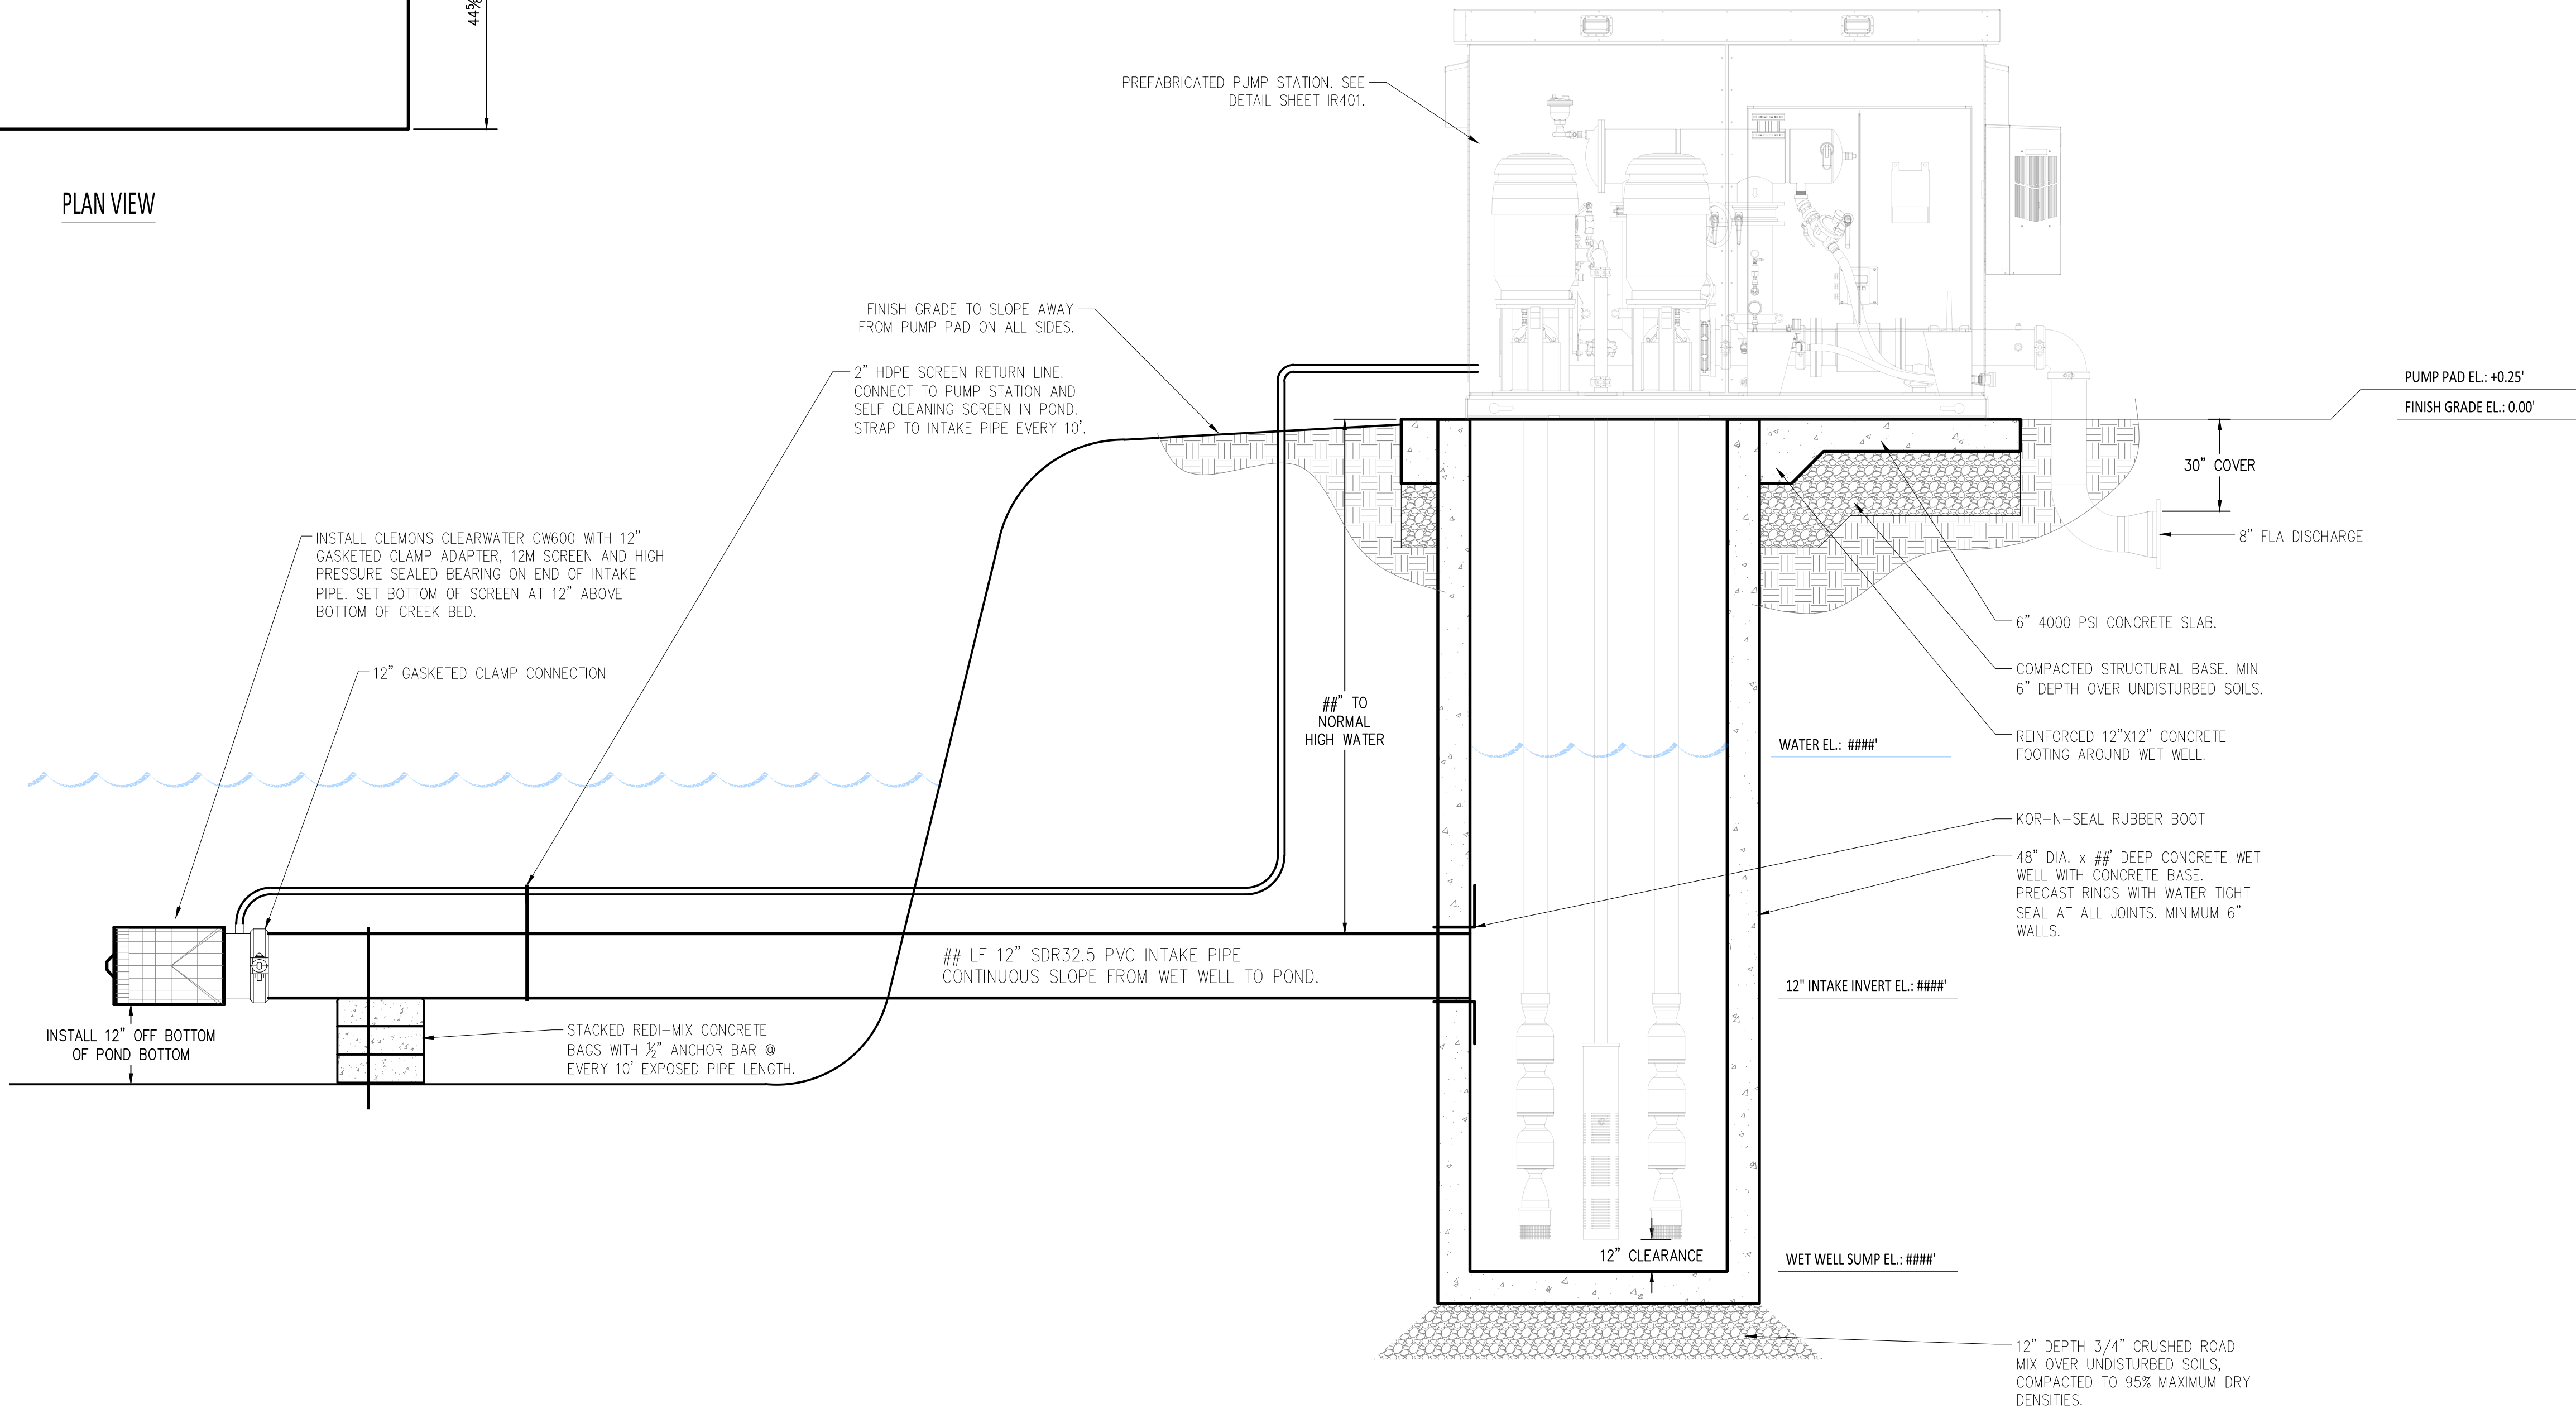 44⅝
PLAN VIEW
PREFABRICATED PUMP STATION. SEE
DETAIL SHEET IR401.
FINISH GRADE TO SLOPE AWAY
FROM PUMP PAD ON ALL SIDES.
2" HDPE SCREEN RETURN LINE.
CONNECT TO PUMP STATION AND
SELF CLEANING SCREEN IN POND.
STRAP TO INTAKE PIPE EVERY 10'.
PUMP PAD EL.: +0.25'
FINISH GRADE EL.: 0.00'
30" COVER
8" FLA DISCHARGE
INSTALL CLEMONS CLEARWATER CW600 WITH 12"
GASKETED CLAMP ADAPTER, 12M SCREEN AND HIGH
PRESSURE SEALED BEARING ON END OF INTAKE
PIPE. SET BOTTOM OF SCREEN AT 12" ABOVE
BOTTOM OF CREEK BED.
12" GASKETED CLAMP CONNECTION
6" 4000 PSI CONCRETE SLAB.
COMPACTED STRUCTURAL BASE. MIN
6" DEPTH OVER UNDISTURBED SOILS.
##" TO
NORMAL
HIGH WATER
WATER EL.: ####'
REINFORCED 12"X12" CONCRETE
FOOTING AROUND WET WELL.
KOR-N-SEAL RUBBER BOOT
48" DIA. x ##' DEEP CONCRETE WET
WELL WITH CONCRETE BASE.
PRECAST RINGS WITH WATER TIGHT
SEAL AT ALL JOINTS. MINIMUM 6"
WALLS.
## LF 12" SDR32.5 PVC INTAKE PIPE
CONTINUOUS SLOPE FROM WET WELL TO POND.
12" INTAKE INVERT EL.: ####'
INSTALL 12" OFF BOTTOM
OF POND BOTTOM
STACKED REDI-MIX CONCRETE
BAGS WITH ½" ANCHOR BAR @
EVERY 10' EXPOSED PIPE LENGTH.
12" CLEARANCE
WET WELL SUMP EL.: ####'
12" DEPTH 3/4" CRUSHED ROAD
MIX OVER UNDISTURBED SOILS,
COMPACTED TO 95% MAXIMUM DRY
DENSITIES.